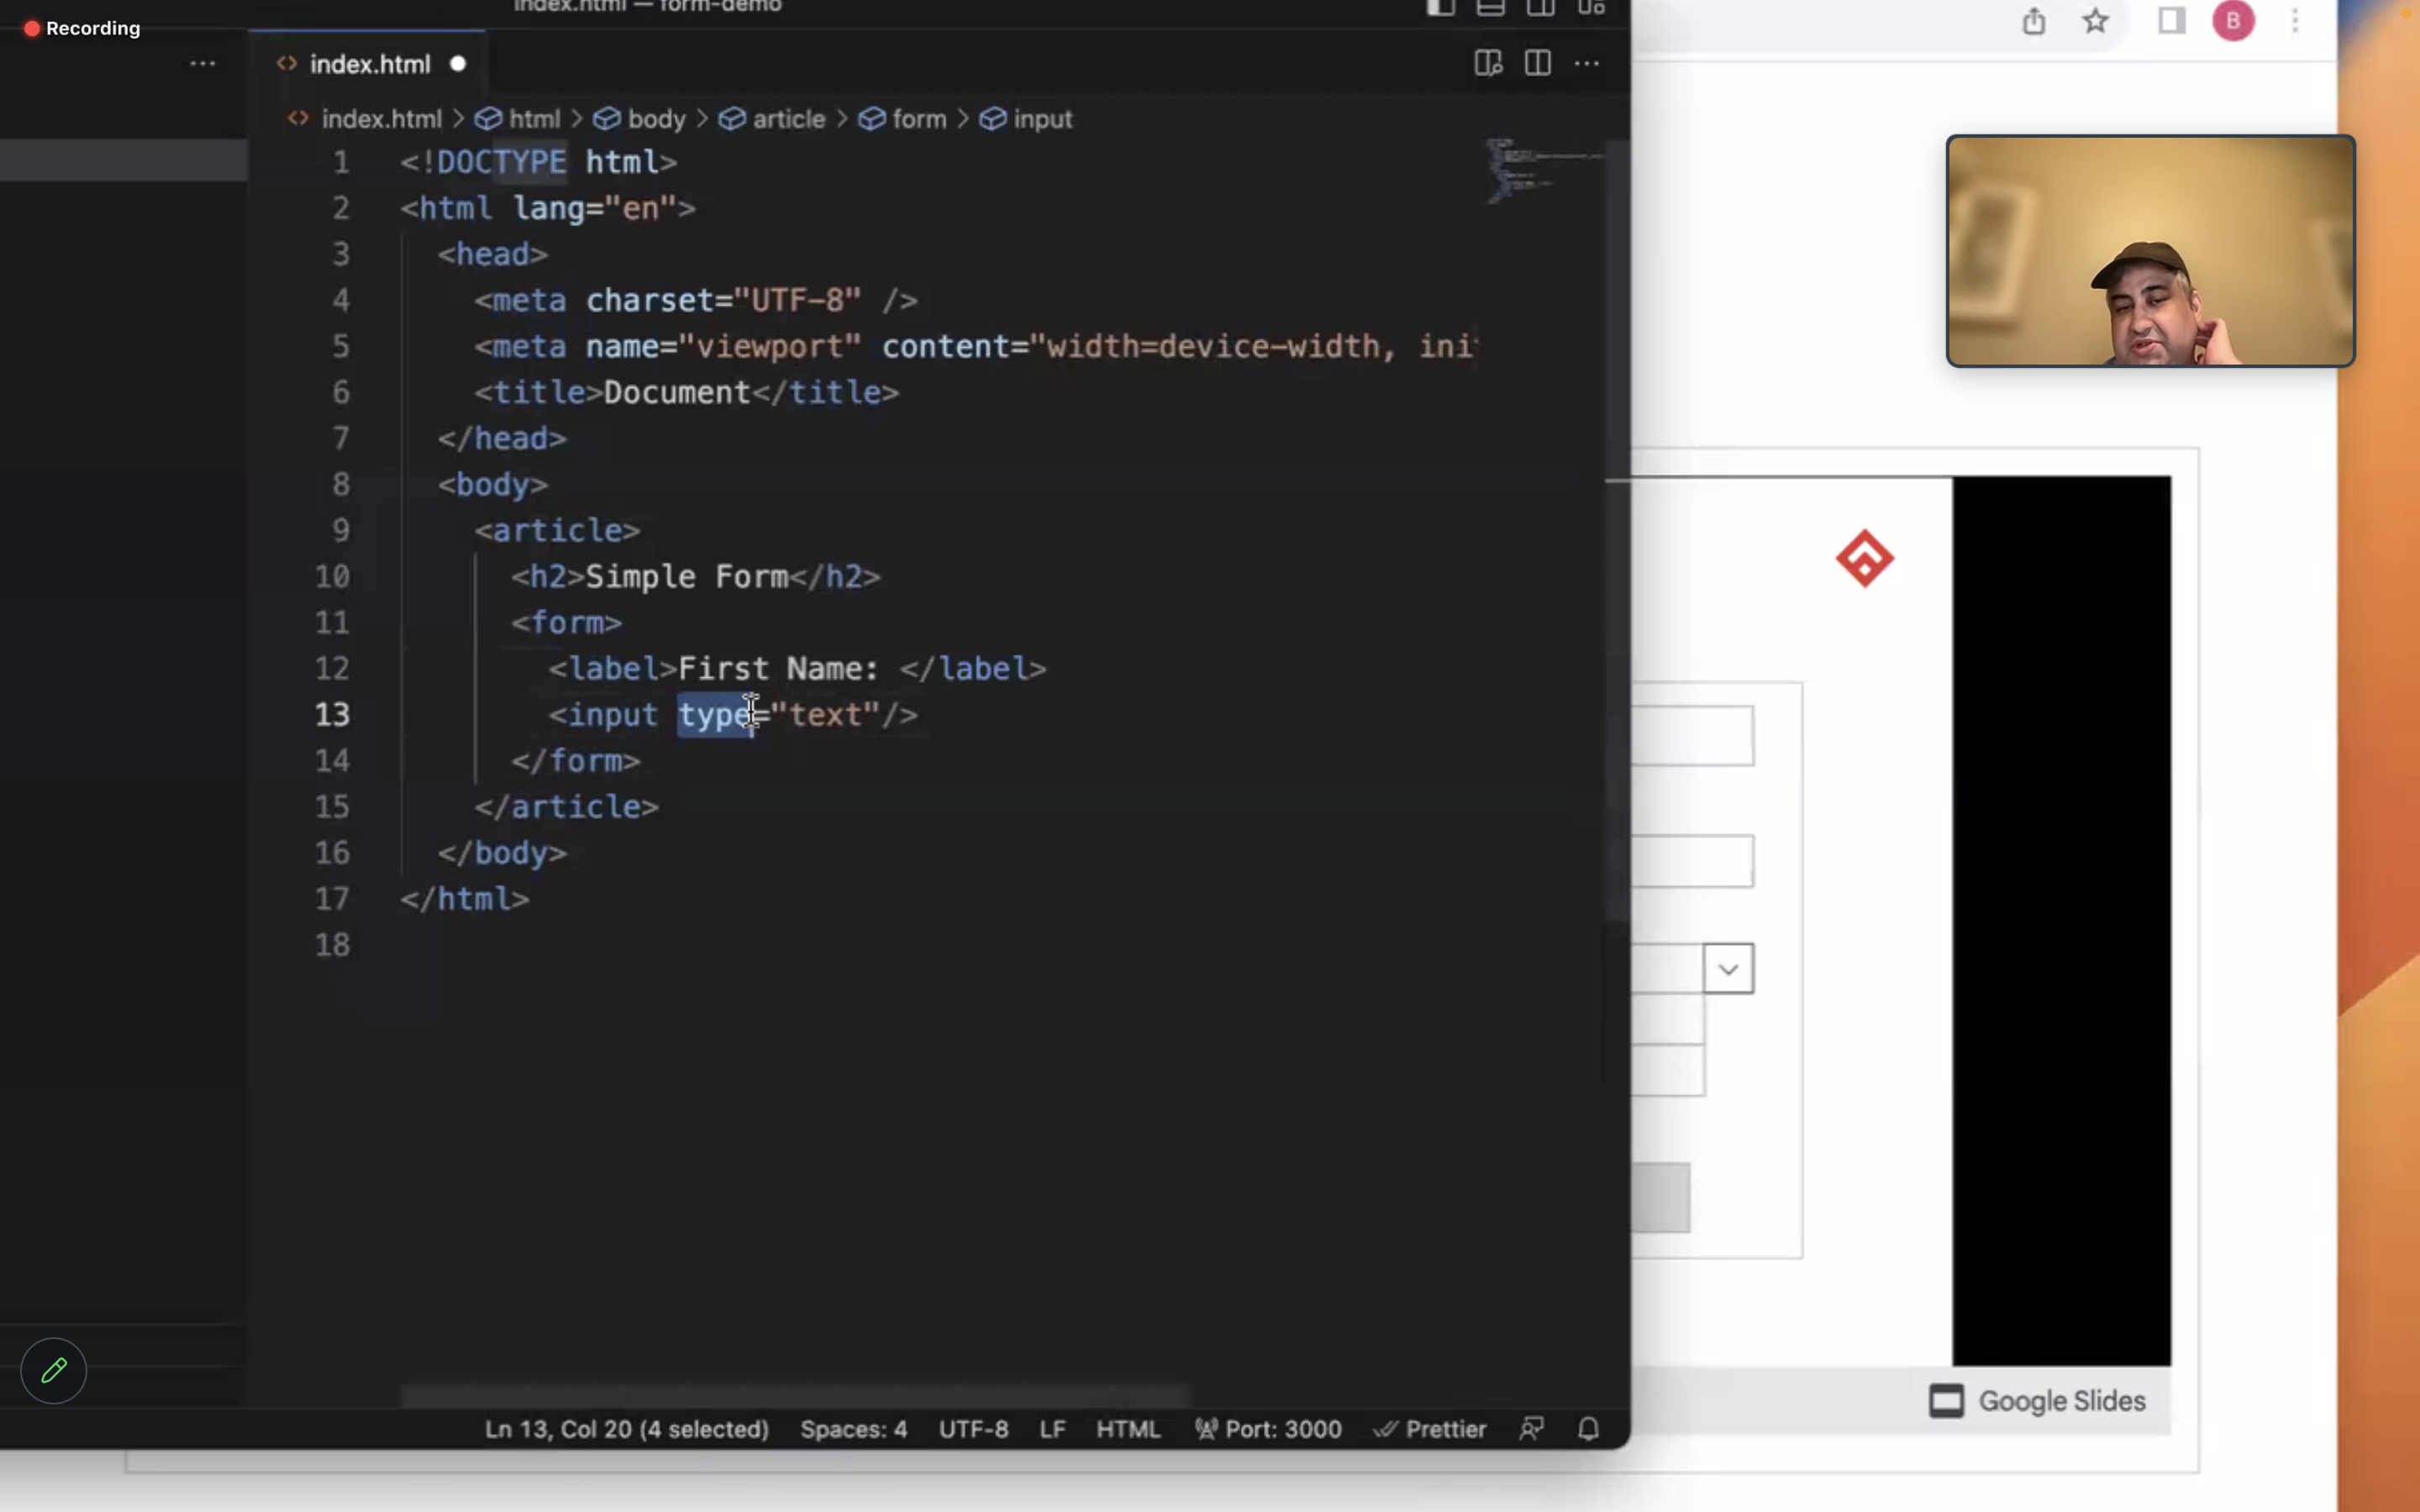 Recording
index.html — form-demo
index.html
index.html > html > body > article > form > input
1 <!DOCTYPE html>
2 <html lang="en">
3 <head>
4 <meta charset="UTF-8" />
5 <meta name="viewport" content="width=device-width, ini
6 <title>Document</title>
7 </head>
8 <body>
9 <article>
10 <h2>Simple Form</h2>
11 <form>
12 <label>First Name: </label>
13 <input type="text"/>
14 </form>
15 </article>
16 </body>
17 </html>
18
Ln 13, Col 20 (4 selected) Spaces: 4 UTF-8 LF HTML Port: 3000 Prettier
B
Google Slides